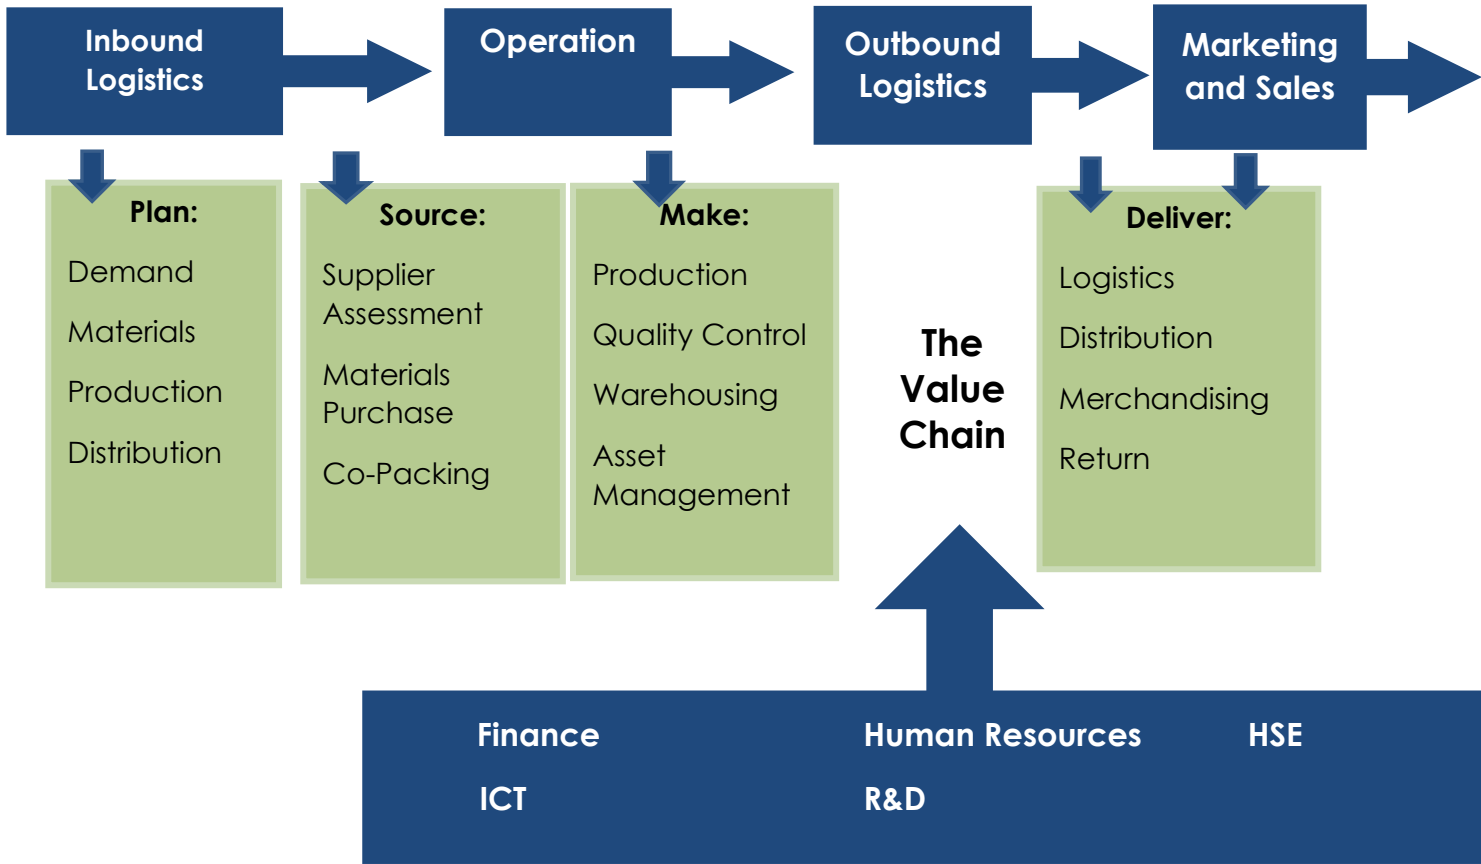 Inbound
Logistics
Operation
Outbound
Logistics
Marketing
and Sales
Plan:
Demand
Materials
Production
Distribution
Source:
Supplier
Assessment
Materials
Purchase
Co-Packing
Make:
Production
Quality Control
Warehousing
Asset
Management
The
Value
Chain
Deliver:
Logistics
Distribution
Merchandising
Return
Finance Human Resources HSE
ICT R&D